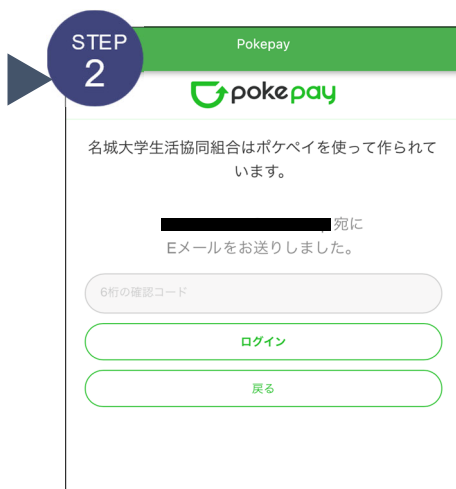 STEP
2
Pokepay
pokepay
名城大学生活協同組合はポケペイを使って作られて
います。
宛に
Eメールをお送りしました。
6桁の確認コード
ログイン
戻る